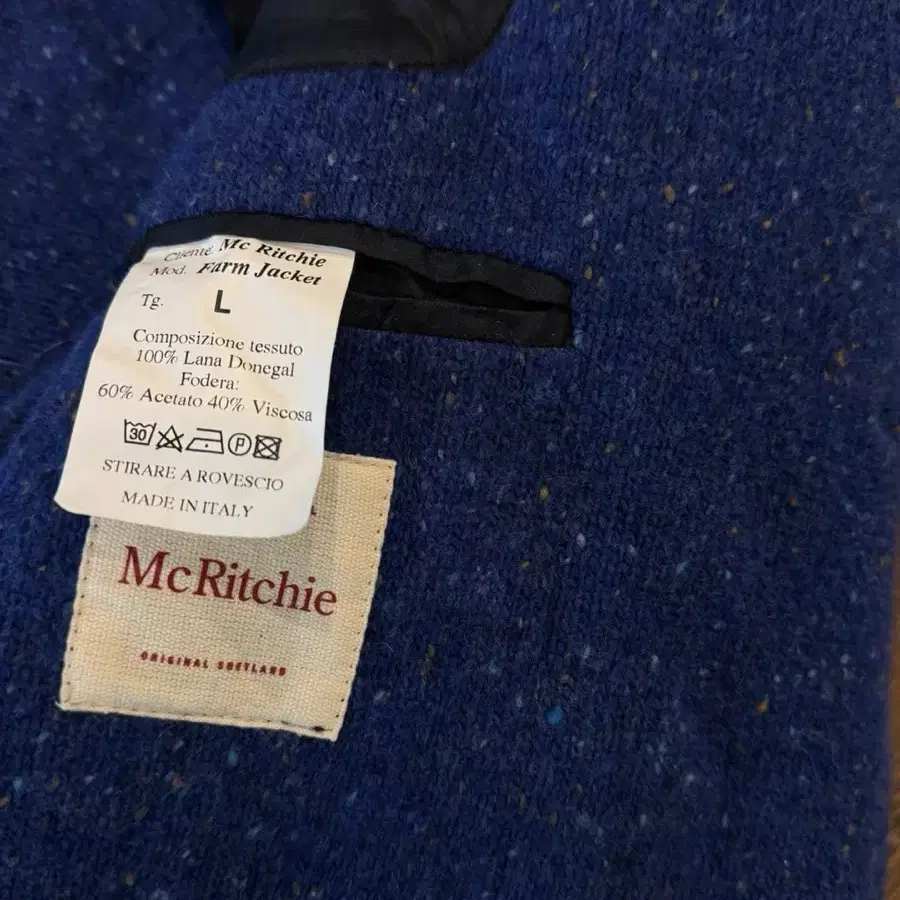 Cliente Mc Ritchie
Mod. Farm Jacket
Tg. L
Composizione tessuto
100% Lana Donegal
Fodera:
60% Acetato 40% Viscosa
30 P
STIRARE A ROVESCIO
MADE IN ITALY
McRitchie
ORIGINAL SHETLAND